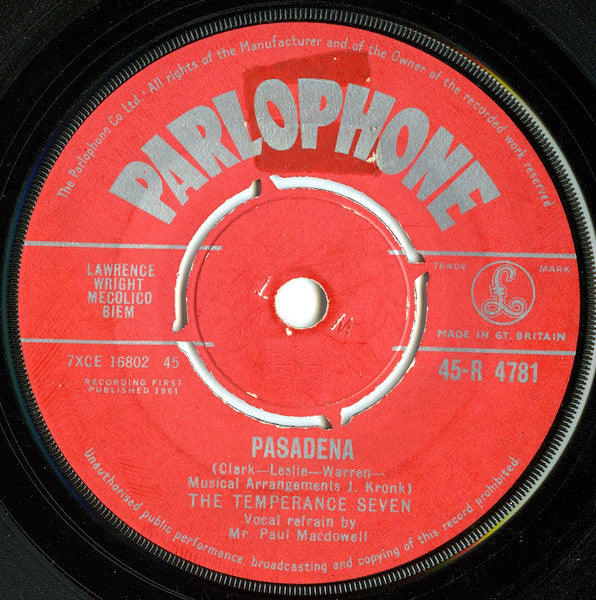 The Parlophone Co Ltd. · All rights of the Manufacturer and of the Owner of the recorded work reserved.
PARLOPHONE
LAWRENCE
WRIGHT
MECOLICO
BIEM
TRADE MARK
£
MADE IN GT. BRITAIN
7XCE 16802 45
45-R 4781
RECORDING FIRST
PUBLISHED 1961
L M
PASADENA
(Clark—Leslie—Warren—
Musical Arrangements J. Kronk)
THE TEMPERANCE SEVEN
Vocal refrain by
Mr. Paul Macdowell
Unauthorised public performance, broadcasting and copying of this record prohibited.